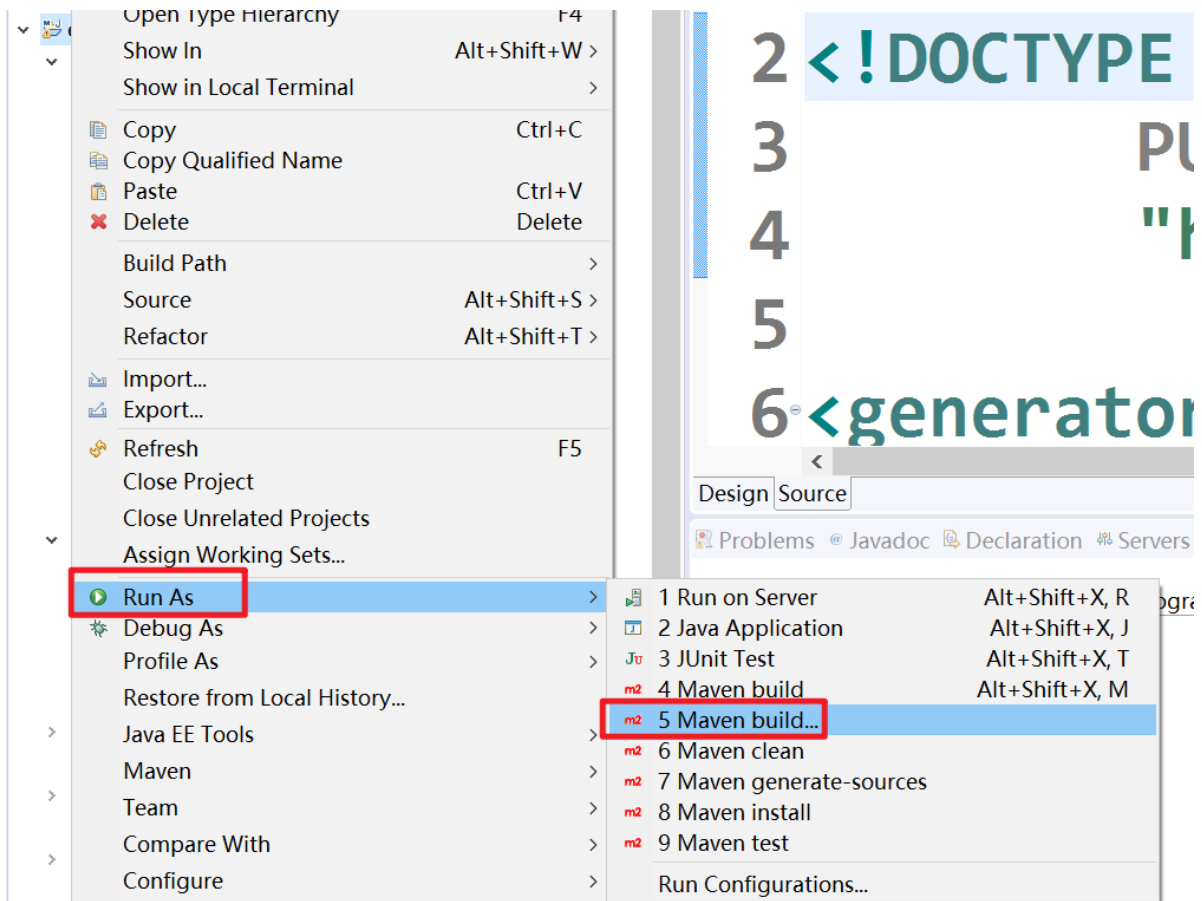 Open Type Hierarchy F4
Show In Alt+Shift+W >
Show in Local Terminal >
Copy Ctrl+C
Copy Qualified Name
Paste Ctrl+V
Delete Delete
Build Path >
Source Alt+Shift+S >
Refactor Alt+Shift+T >
Import...
Export...
Refresh F5
Close Project
Close Unrelated Projects
Assign Working Sets...
Run As >
Debug As >
Profile As >
Restore from Local History...
Java EE Tools >
Maven >
Team >
Compare With >
Configure >
2 <!DOCTYPE
3 PU
4 "h
5
6 <generator
Design Source
Problems @ Javadoc Declaration Servers
1 Run on Server Alt+Shift+X, R
2 Java Application Alt+Shift+X, J
3 JUnit Test Alt+Shift+X, T
4 Maven build Alt+Shift+X, M
5 Maven build...
6 Maven clean
7 Maven generate-sources
8 Maven install
9 Maven test
Run Configurations...